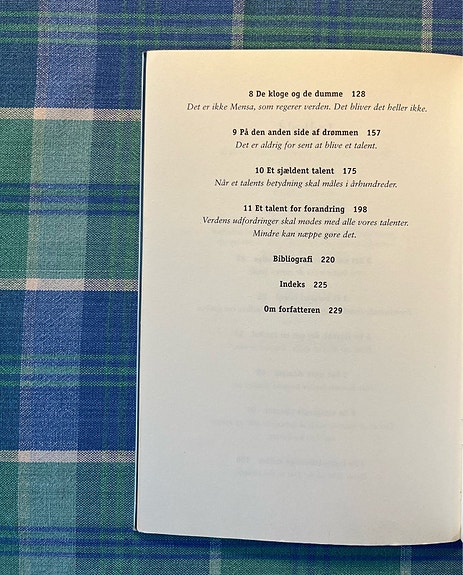 8 De kloge og de dumme 128
Det er ikke Mensa, som regerer verden. Det bliver det heller ikke.
9 På den anden side af drømmen 157
Det er aldrig for sent at blive et talent.
10 Et sjældent talent 175
Når et talents betydning skal måles i århundreder.
11 Et talent for forandring 198
Verdens udfordringer skal mødes med alle vores talenter.
Mindre kan næppe gøre det.
Bibliografi 220
Indeks 225
Om forfatteren 229